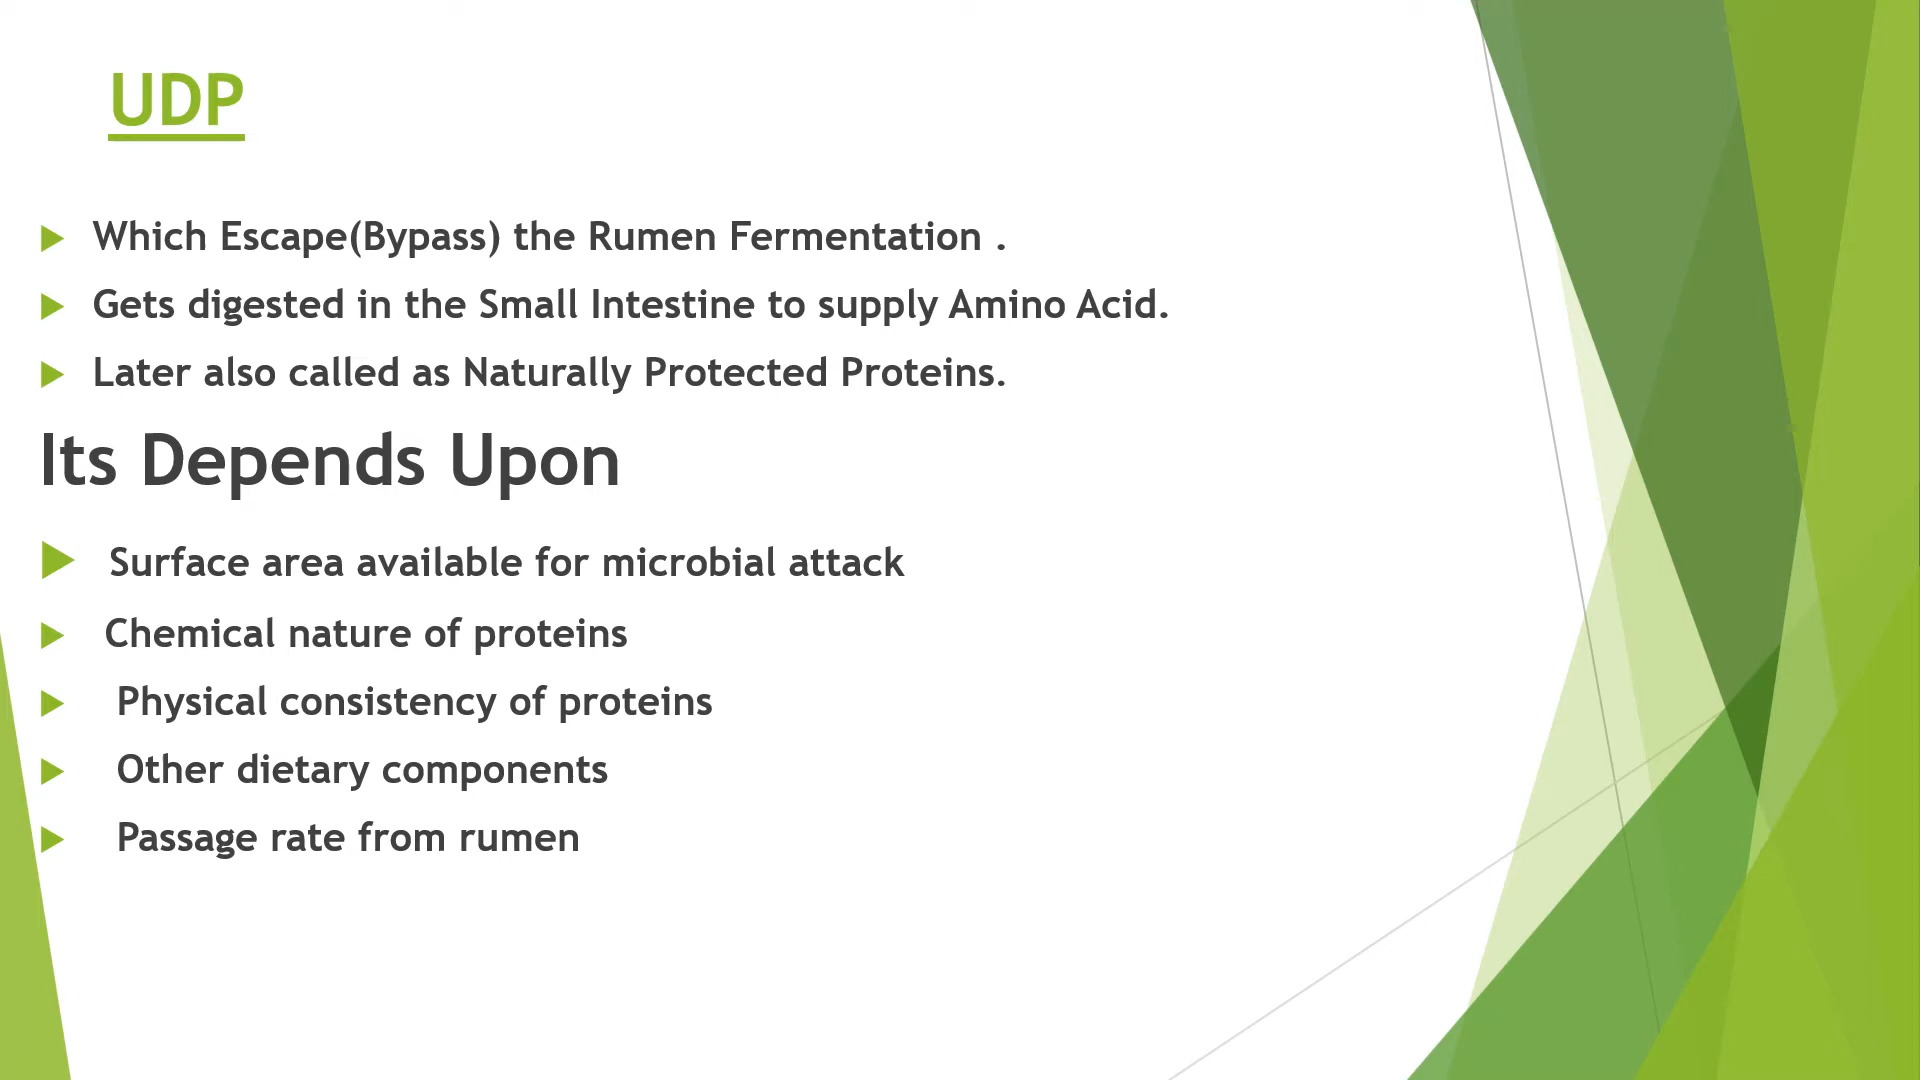 UDP
Which Escape(Bypass) the Rumen Fermentation .
Gets digested in the Small Intestine to supply Amino Acid.
Later also called as Naturally Protected Proteins.
Its Depends Upon
Surface area available for microbial attack
Chemical nature of proteins
Physical consistency of proteins
Other dietary components
Passage rate from rumen